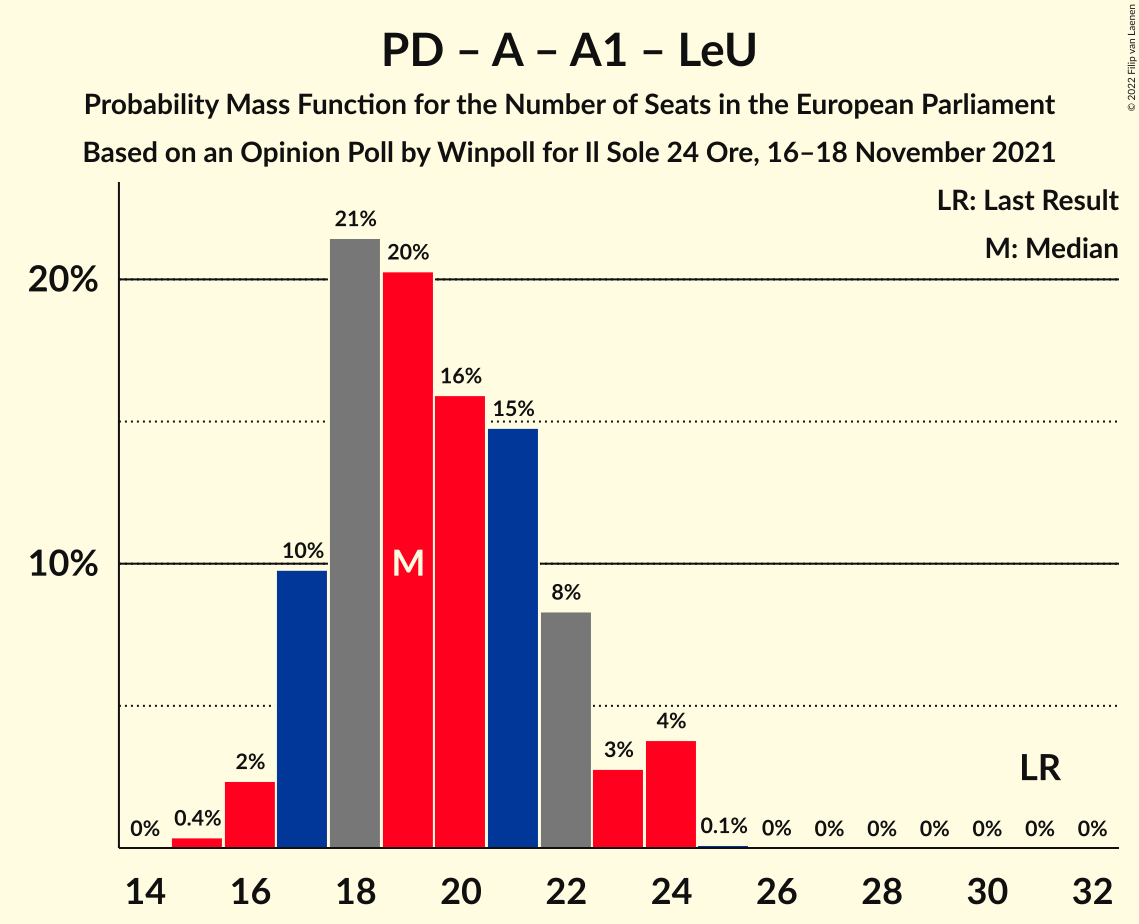 PD – A – A1 – LeU
Probability Mass Function for the Number of Seats in the European Parliament
Based on an Opinion Poll by Winpoll for Il Sole 24 Ore, 16–18 November 2021
© 2022 Filip van Laenen
LR: Last Result
M: Median
20%
10%
0%
0.4%
2%
10%
21%
20%
16%
15%
8%
3%
4%
0.1%
0%
0%
0%
0%
0%
0%
0%
M
LR
14 16 18 20 22 24 26 28 30 32